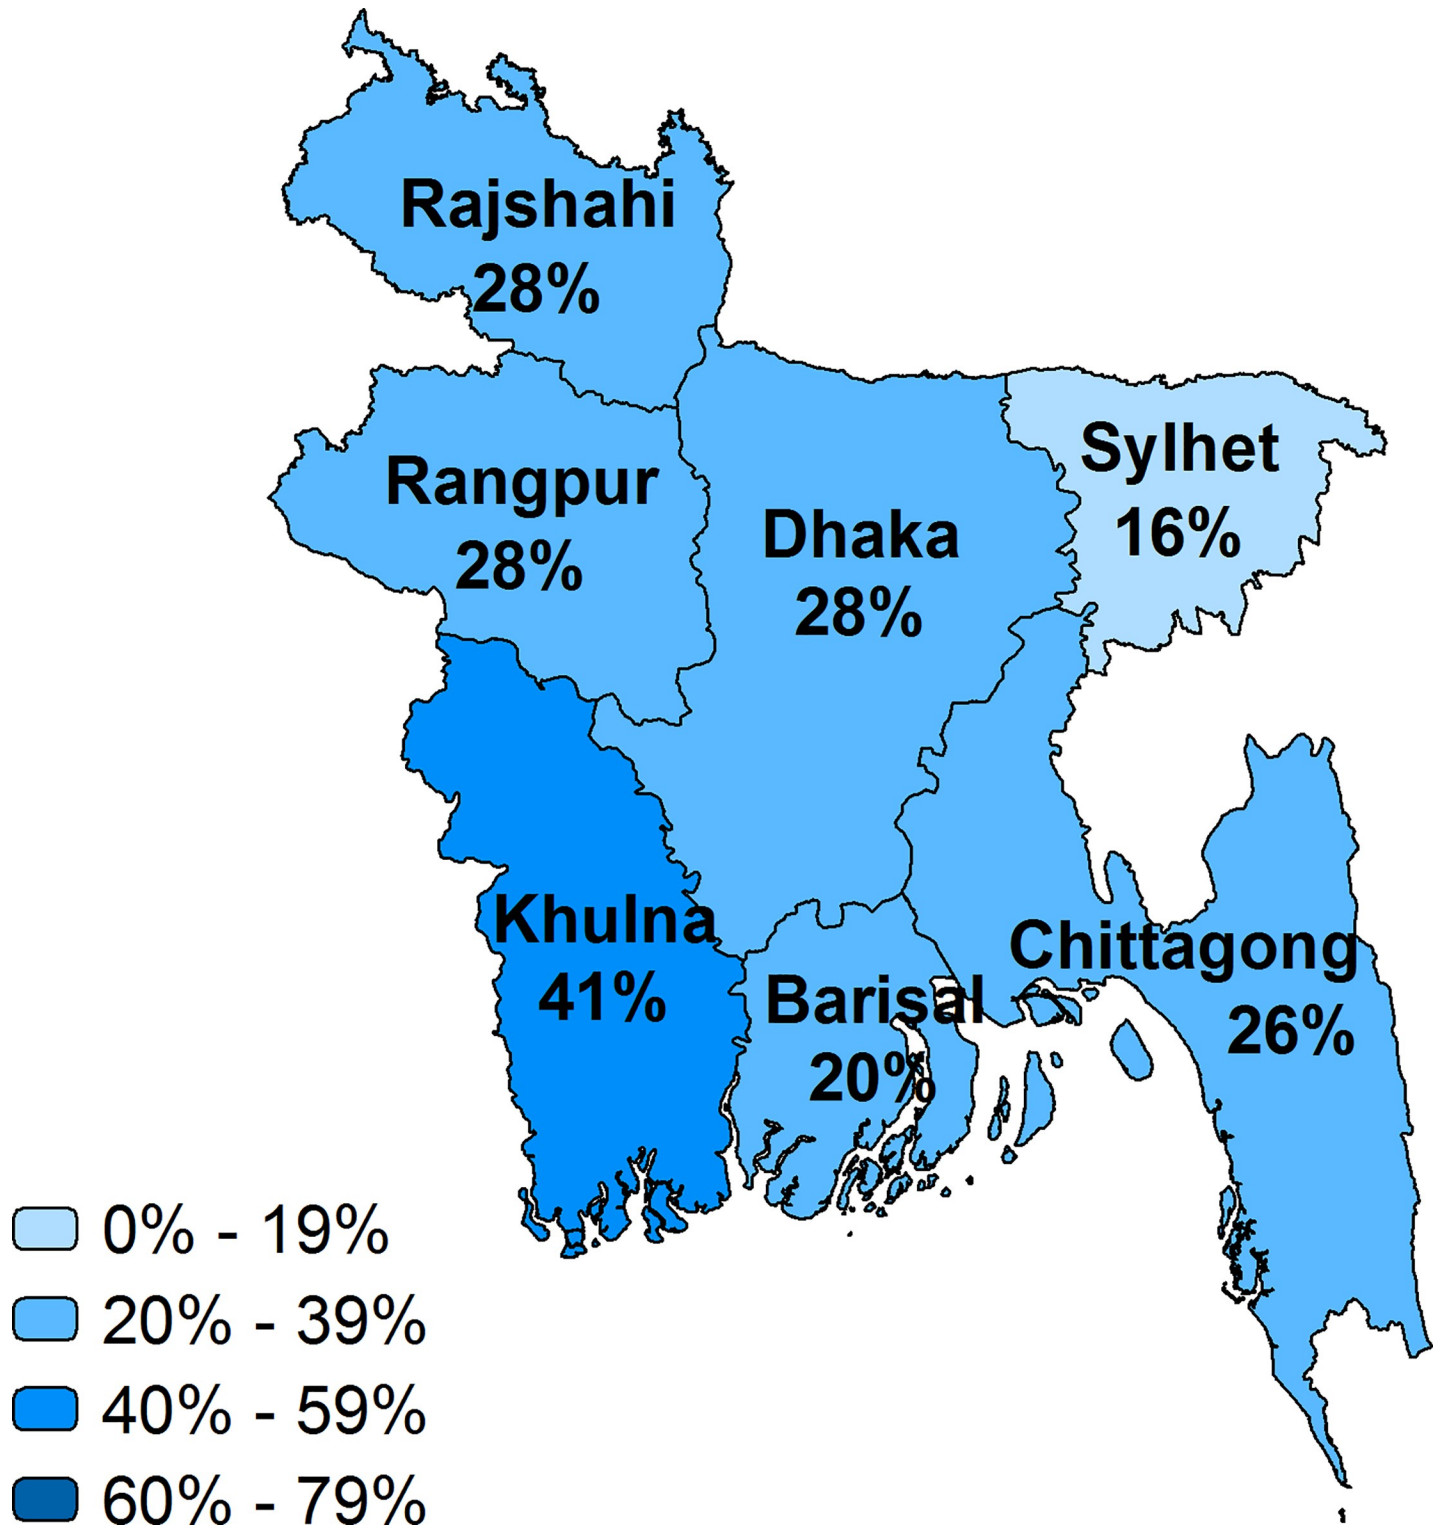 Rajshahi
28%
Rangpur
28%
Dhaka
28%
Sylhet
16%
Khulna
41%
Barisal
20%
Chittagong
26%
0% - 19%
20% - 39%
40% - 59%
60% - 79%